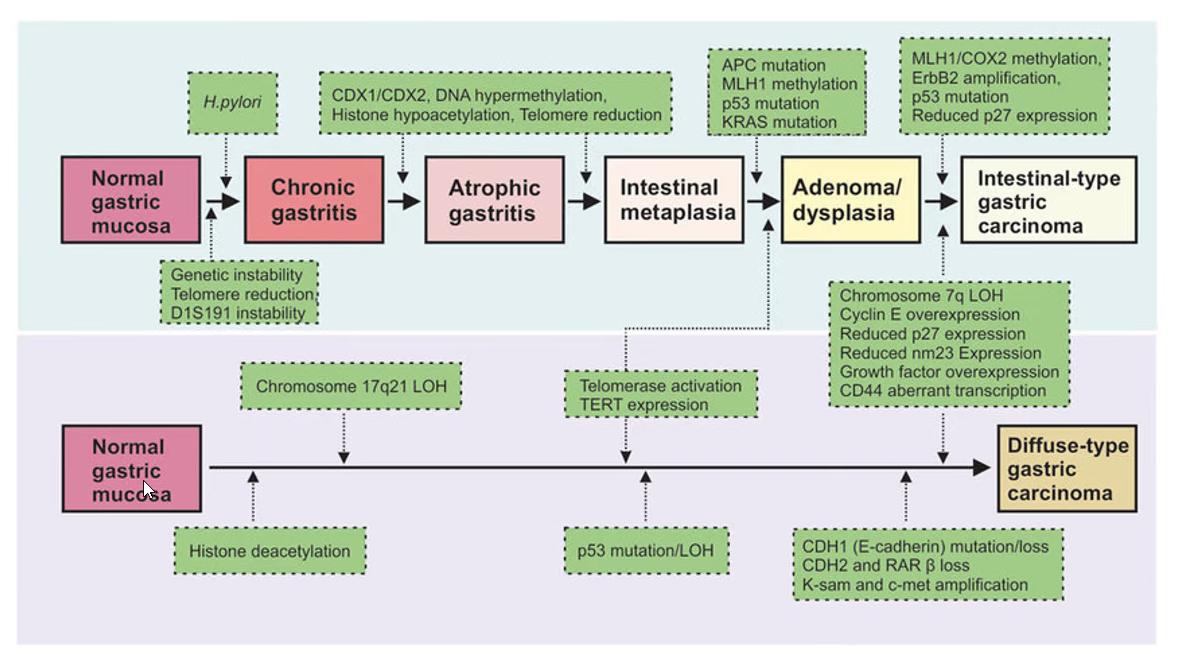 H.pylori
CDX1/CDX2, DNA hypermethylation,
Histone hypoacetylation, Telomere reduction
APC mutation
MLH1 methylation
p53 mutation
KRAS mutation
MLH1/COX2 methylation,
ErbB2 amplification,
p53 mutation
Reduced p27 expression
Normal
gastric
mucosa
Chronic
gastritis
Atrophic
gastritis
Intestinal
metaplasia
Adenoma/
dysplasia
Intestinal-type
gastric
carcinoma
Genetic instability
Telomere reduction,
D1S191 instability
Chromosome 7q LOH
Cyclin E overexpression
Reduced p27 expression
Reduced nm23 Expression
Growth factor overexpression
CD44 aberrant transcription
Chromosome 17q21 LOH
Telomerase activation
TERT expression
Normal
gastric
mucosa
Diffuse-type
gastric
carcinoma
Histone deacetylation
p53 mutation/LOH
CDH1 (E-cadherin) mutation/loss
CDH2 and RAR β loss
K-sam and c-met amplification